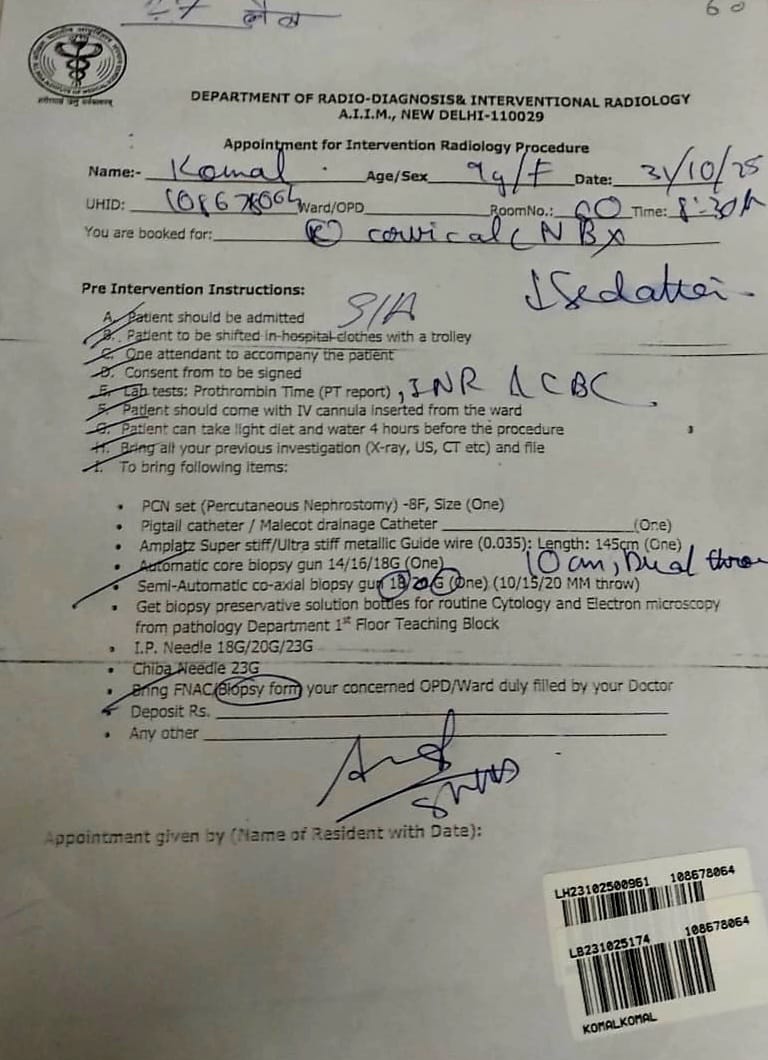 60
DEPARTMENT OF RADIO-DIAGNOSIS& INTERVENTIONAL RADIOLOGY
A.I.I.M., NEW DELHI-110029
Appointment for Intervention Radiology Procedure
Name:- Komal Age/Sex 9y/F Date: 31/10/25
UHID: 108678064 Ward/OPD RoomNo.: 60 Time: 8:30A
You are booked for: cervical LN Bx
↓ Sedation
Pre Intervention Instructions:
A. Patient should be admitted
B. Patient to be shifted in-hospital clothes with a trolley
C. One attendant to accompany the patient
D. Consent from to be signed
E. Lab tests: Prothrombin Time (PT report), INR CBC
F. Patient should come with IV cannula inserted from the ward
G. Patient can take light diet and water 4 hours before the procedure
H. Bring all your previous investigation (X-ray, US, CT etc) and file
I. To bring following items:
• PCN set (Percutaneous Nephrostomy) -8F, Size (One)
• Pigtail catheter / Malecot drainage Catheter (One)
• Amplatz Super stiff/Ultra stiff metallic Guide wire (0.035): Length: 145cm (One)
• Automatic core biopsy gun 14/16/18G (One) 10 cm, Dual throw
• Semi-Automatic co-axial biopsy gun 18/20 G (One) (10/15/20 MM throw)
• Get biopsy preservative solution bottles for routine Cytology and Electron microscopy
from pathology Department 1st Floor Teaching Block
• I.P. Needle 18G/20G/23G
• Chiba Needle 23G
• Bring FNAC/Biopsy form your concerned OPD/Ward duly filled by your Doctor
• Deposit Rs.
• Any other
Appointment given by (Name of Resident with Date):
LH23102500961 108678064
LB231025174 108678064
KOMALKOMAL